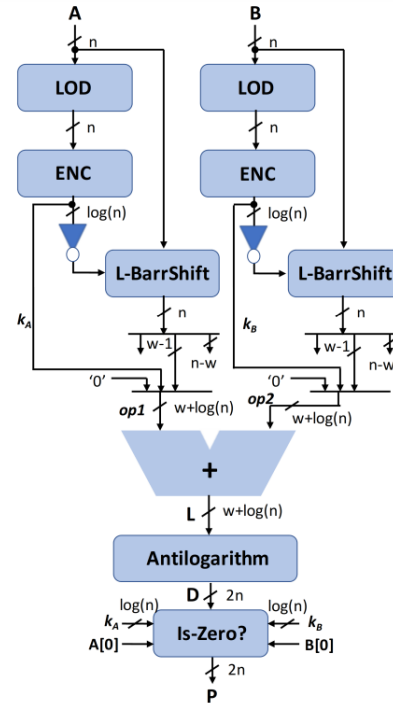 A B
n n
n n
LOD LOD
n n
ENC ENC
log(n) log(n)
L-BarrShift L-BarrShift
k_A n k_B n
w-1 w-1
n-w n-w
'0' '0'
op1 w+log(n) op2 w+log(n)
+
L w+log(n)
Antilogarithm
D 2n
log(n) log(n)
k_A Is-Zero? k_B
A[0] B[0]
2n
P